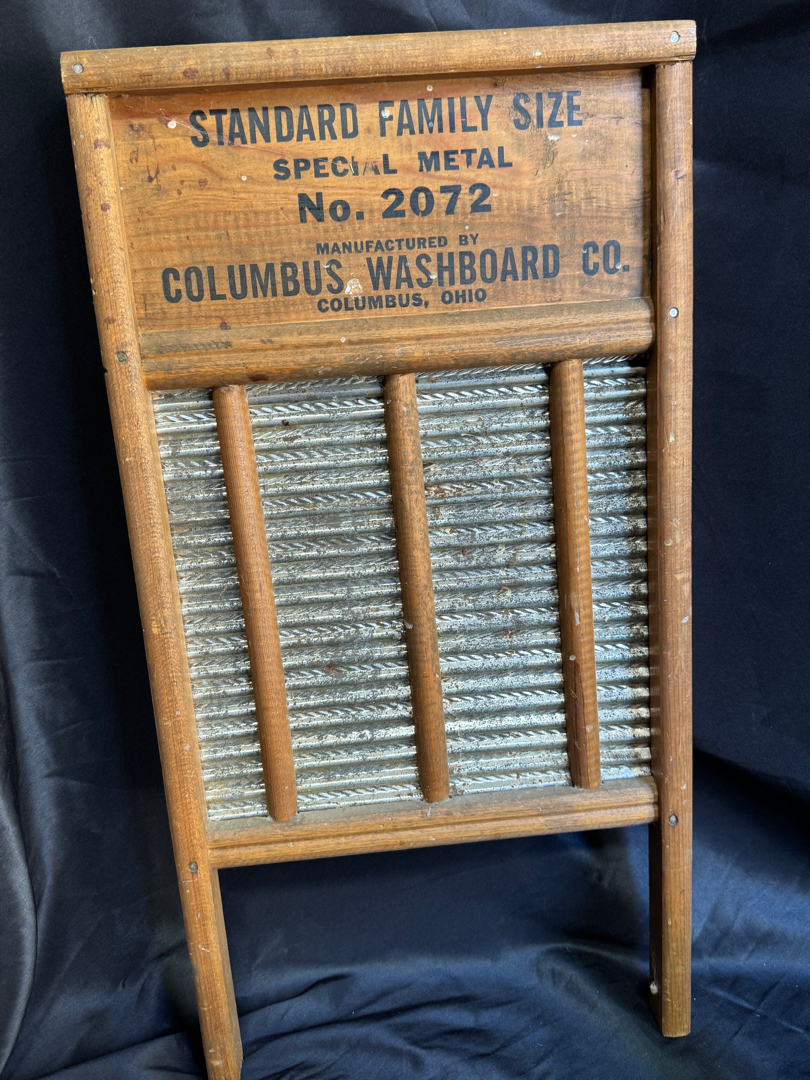 STANDARD FAMILY SIZE
SPECIAL METAL
No. 2072
MANUFACTURED BY
COLUMBUS WASHBOARD CO.
COLUMBUS, OHIO